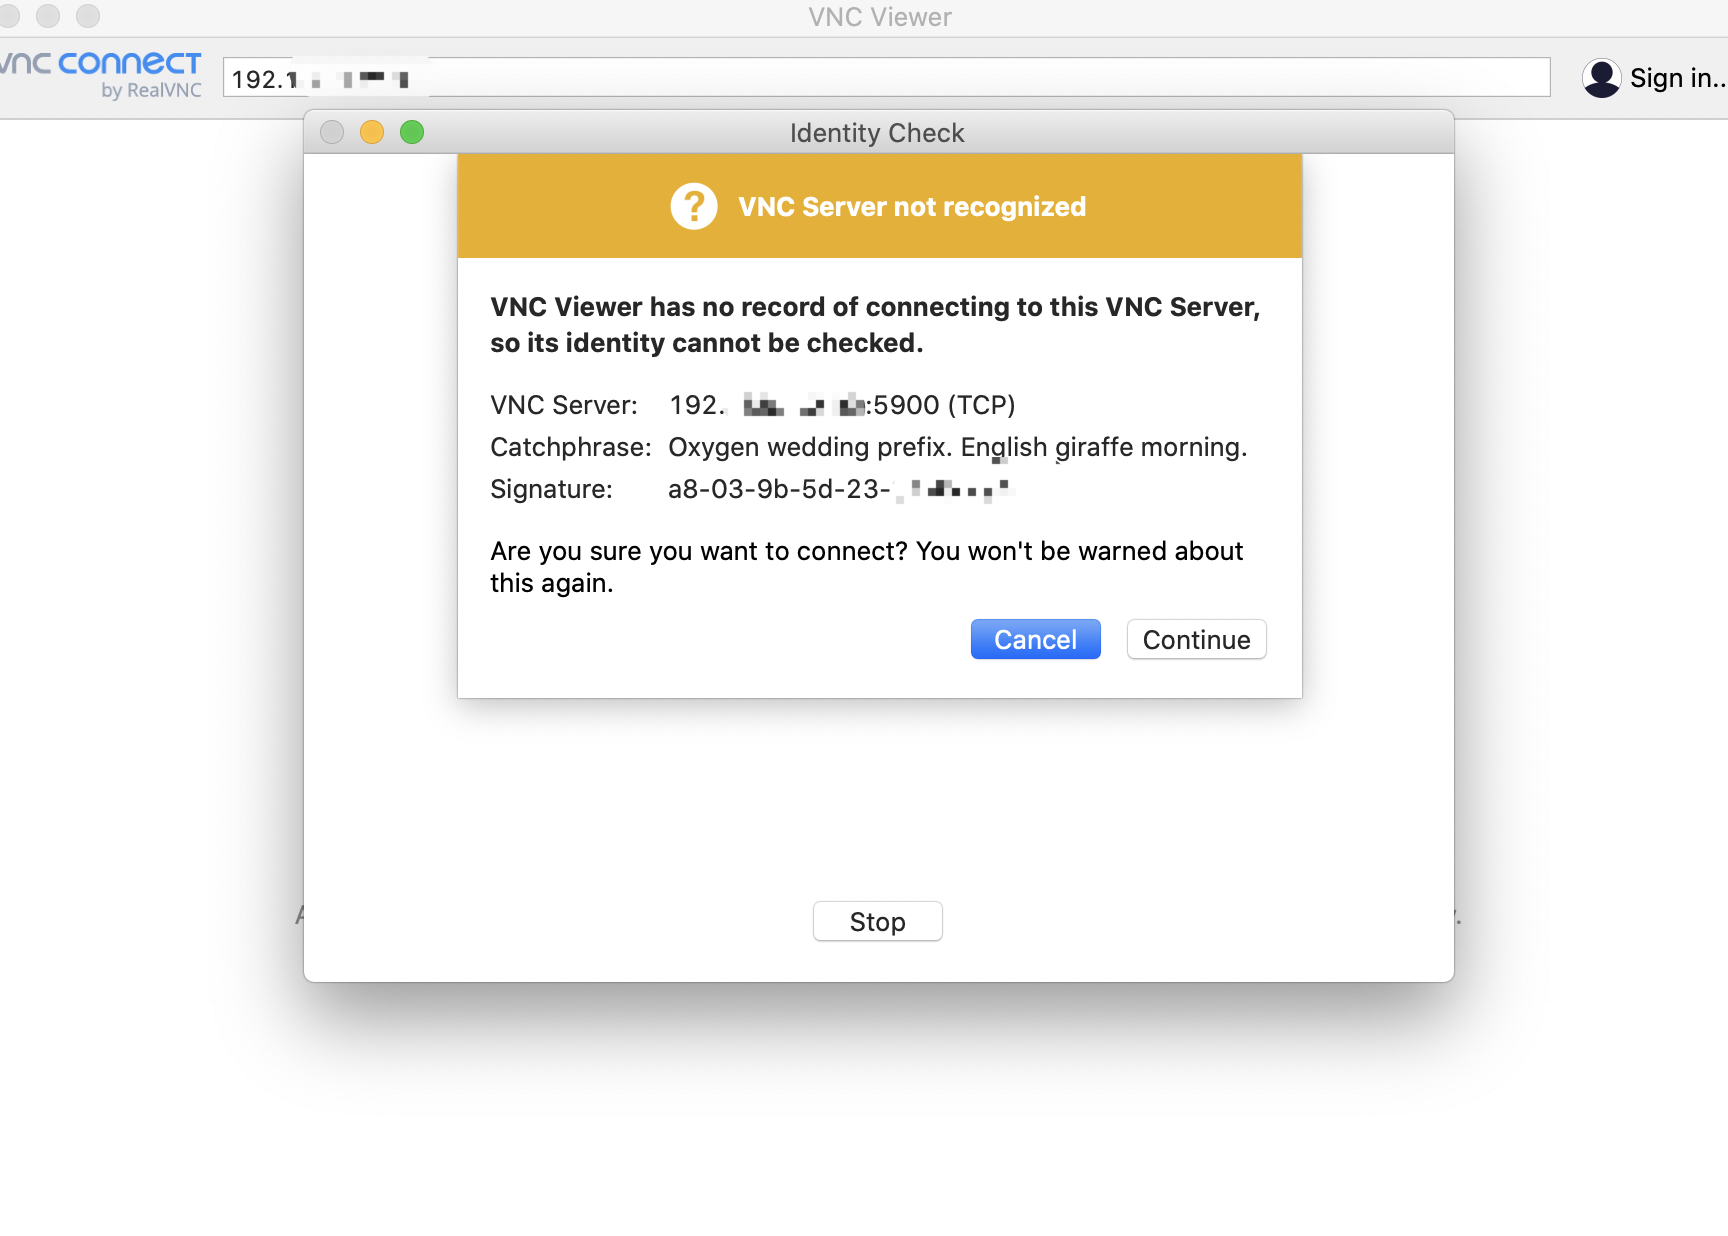 VNC Viewer
vnc connect
by RealVNC
192.1
Sign in...
Identity Check
? VNC Server not recognized
VNC Viewer has no record of connecting to this VNC Server,
so its identity cannot be checked.
VNC Server: 192. :5900 (TCP)
Catchphrase: Oxygen wedding prefix. English giraffe morning.
Signature: a8-03-9b-5d-23-
Are you sure you want to connect? You won't be warned about
this again.
Cancel Continue
Stop